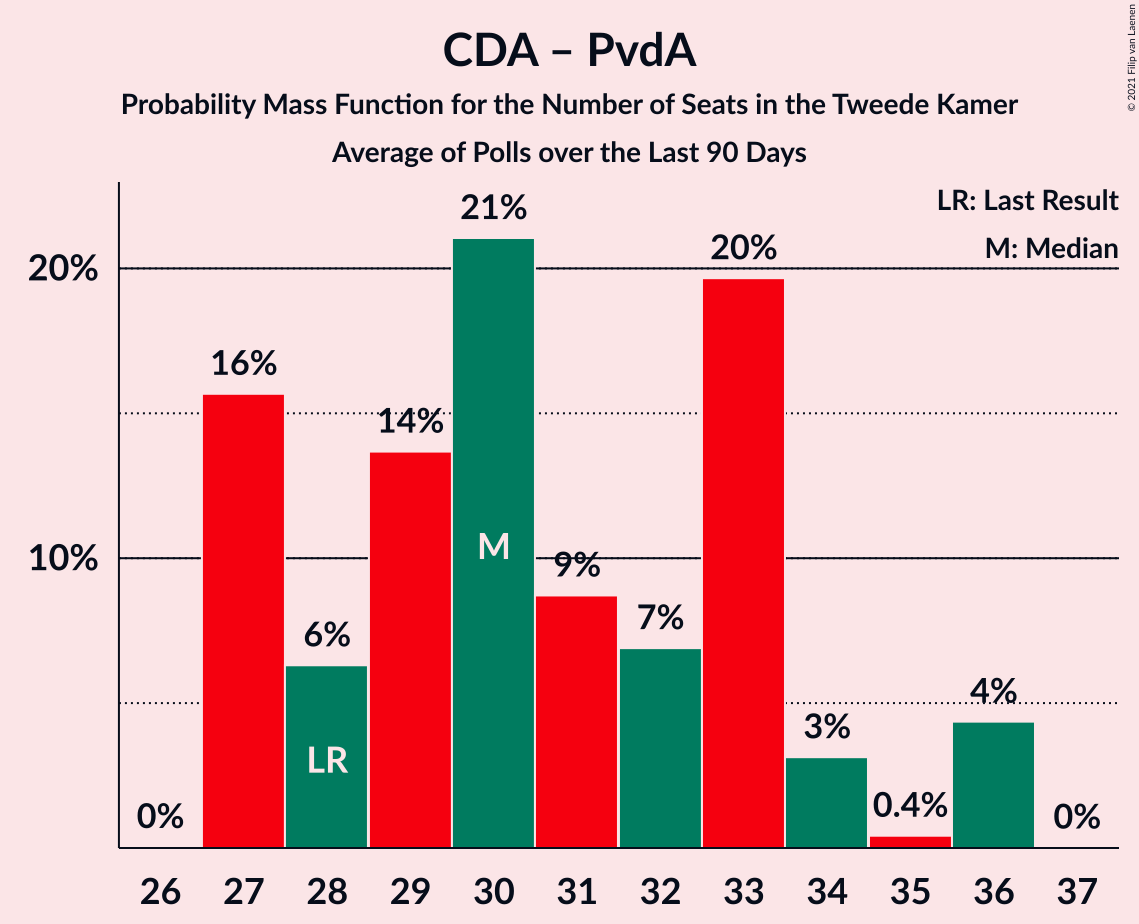 CDA – PvdA
Probability Mass Function for the Number of Seats in the Tweede Kamer
Average of Polls over the Last 90 Days
© 2021 Filip van Laenen
LR: Last Result
M: Median
20%
10%
0%
16%
6%
14%
21%
9%
7%
20%
3%
0.4%
4%
0%
LR
M
26 27 28 29 30 31 32 33 34 35 36 37